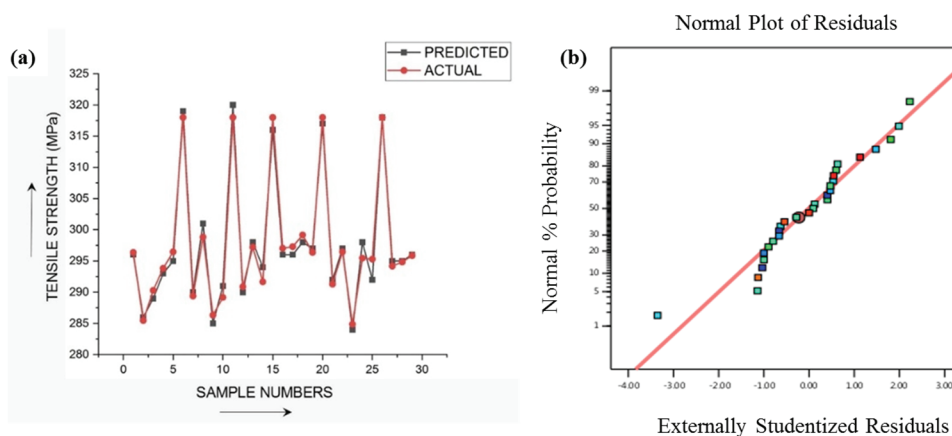 (a)
PREDICTED
ACTUAL
TENSILE STRENGTH (MPa)
325
320
315
310
305
300
295
290
285
280
0 5 10 15 20 25 30
SAMPLE NUMBERS
Normal Plot of Residuals
(b)
Normal % Probability
99
95
80
70
50
30
20
10
5
1
-4.00 -3.00 -2.00 -1.00 0.00 1.00 2.00 3.00
Externally Studentized Residuals